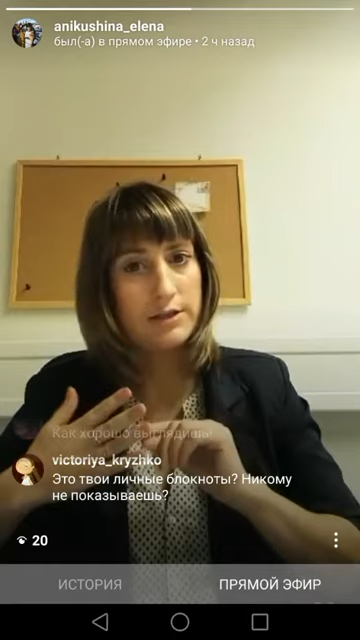 anikushina_elena
был(-а) в прямом эфире • 2 ч назад
Как хорошо выглядишь
victoriya_kryzhko
Это твои личные блокноты? Никому
не показываешь?
20
ИСТОРИЯ
ПРЯМОЙ ЭФИР